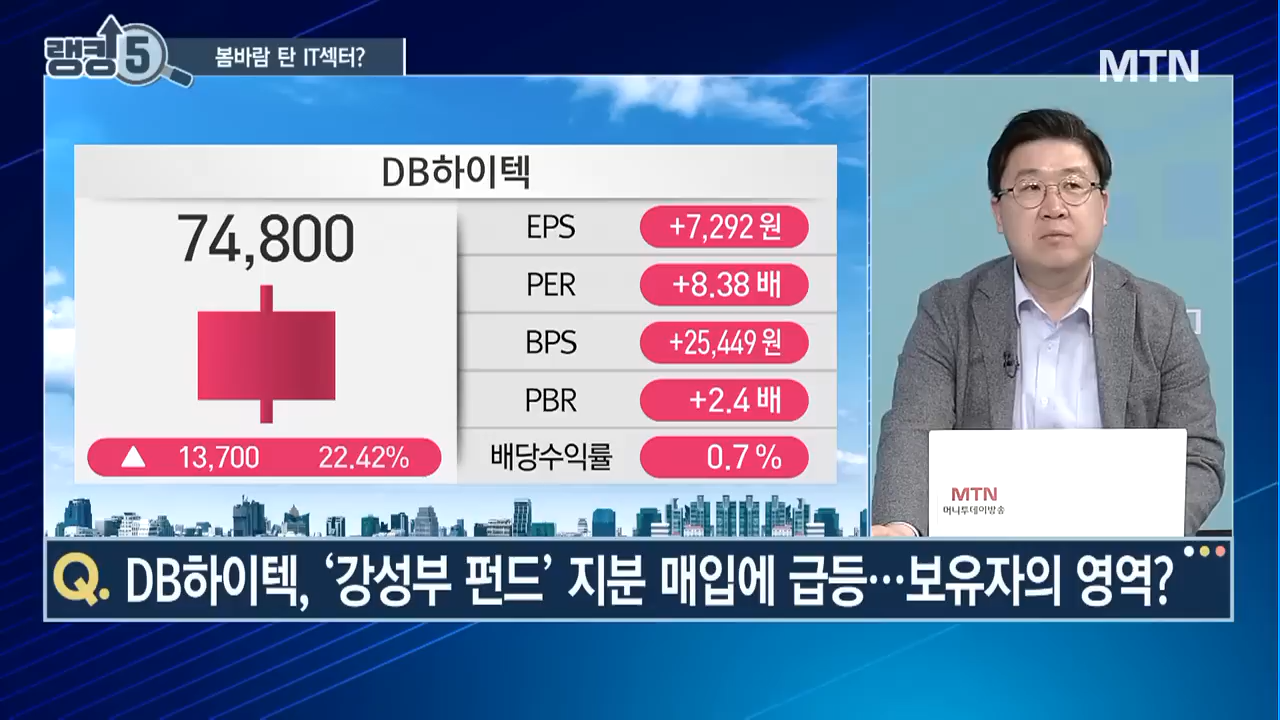 랭킹5
봄바람 탄 IT섹터?
MTN
DB하이텍
74,800
▲ 13,700 22.42%
EPS +7,292 원
PER +8.38 배
BPS +25,449 원
PBR +2.4 배
배당수익률 0.7 %
MTN
머니투데이방송
Q. DB하이텍, ‘강성부 펀드’ 지분 매입에 급등…보유자의 영역?